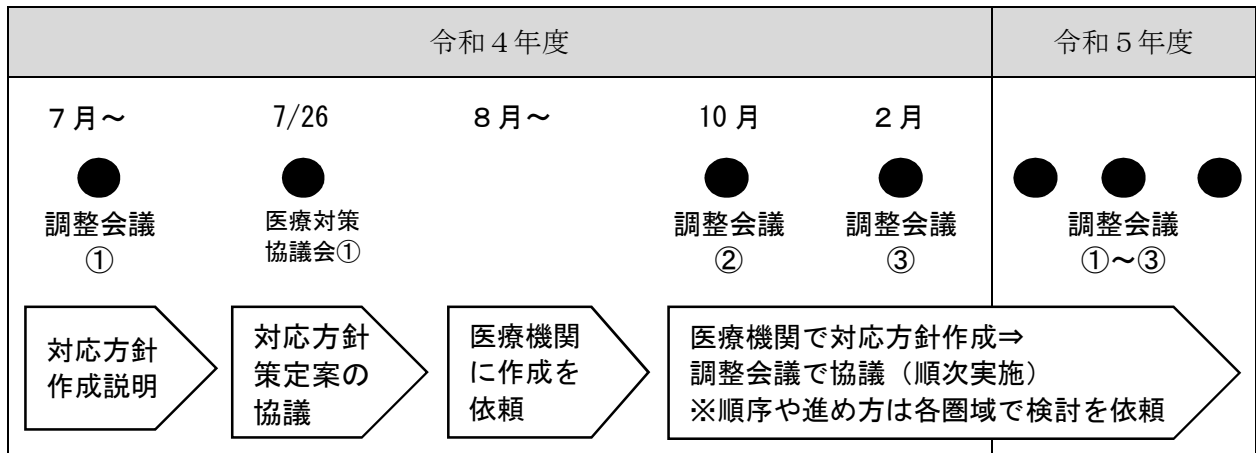 令和４年度
令和５年度
７月～
7/26
８月～
10 月
２月
調整会議
①
医療対策
協議会①
調整会議
②
調整会議
③
調整会議
①～③
対応方針
作成説明
対応方針
策定案の
協議
医療機関
に作成を
依頼
医療機関で対応方針作成⇒
調整会議で協議（順次実施）
※順序や進め方は各圏域で検討を依頼